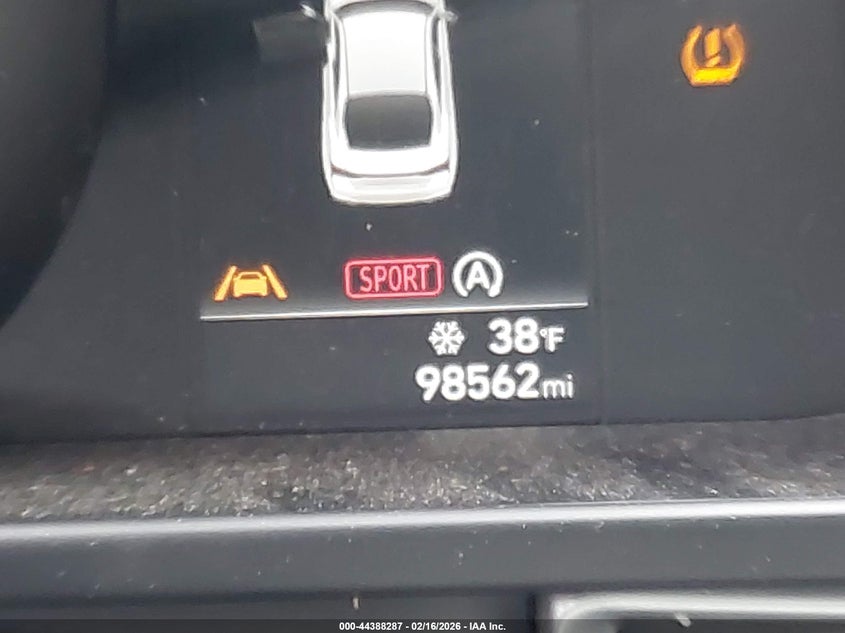 SPORT A
38°F
98562mi
000-44388287 - 02/16/2026 - IAA Inc.